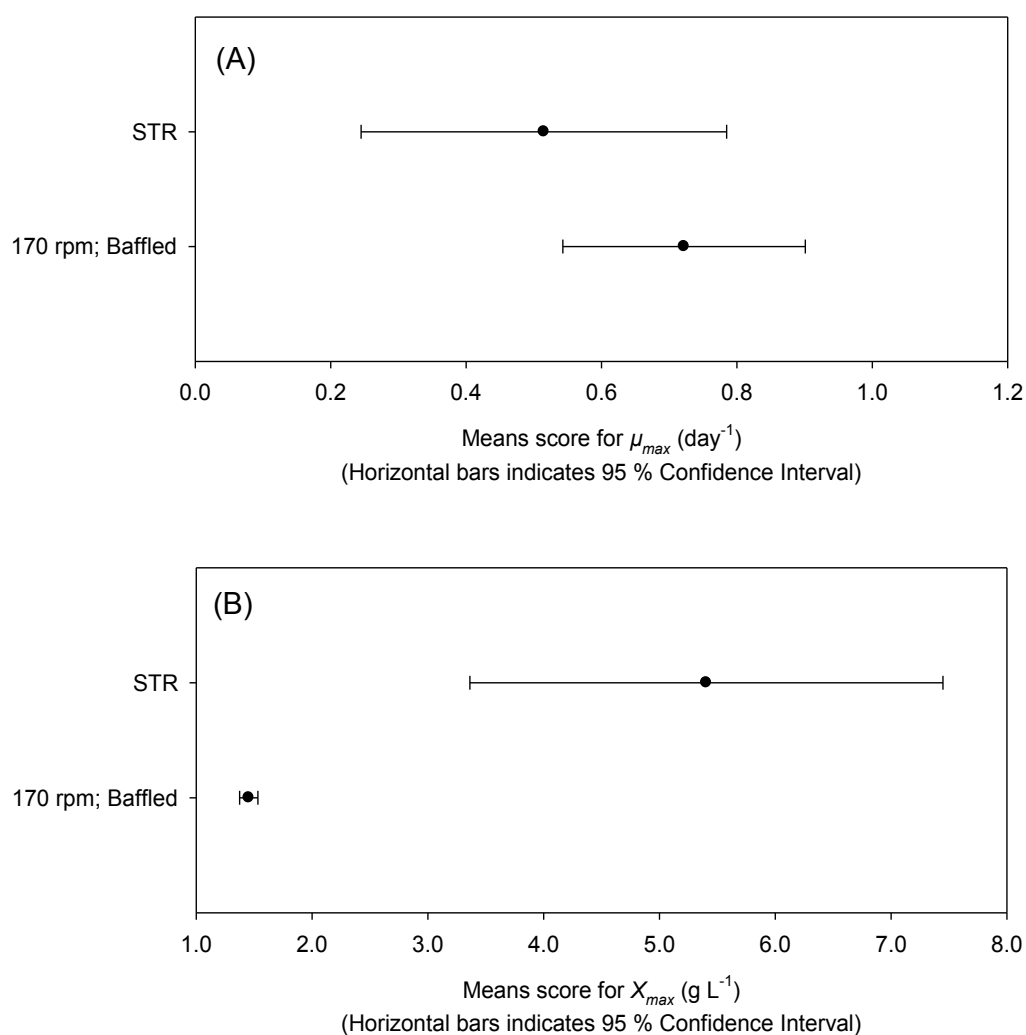 (A)
STR
170 rpm; Baffled
0.0 0.2 0.4 0.6 0.8 1.0 1.2
Means score for μmax (day-1)
(Horizontal bars indicates 95 % Confidence Interval)
(B)
STR
170 rpm; Baffled
1.0 2.0 3.0 4.0 5.0 6.0 7.0 8.0
Means score for Xmax (g L-1)
(Horizontal bars indicates 95 % Confidence Interval)